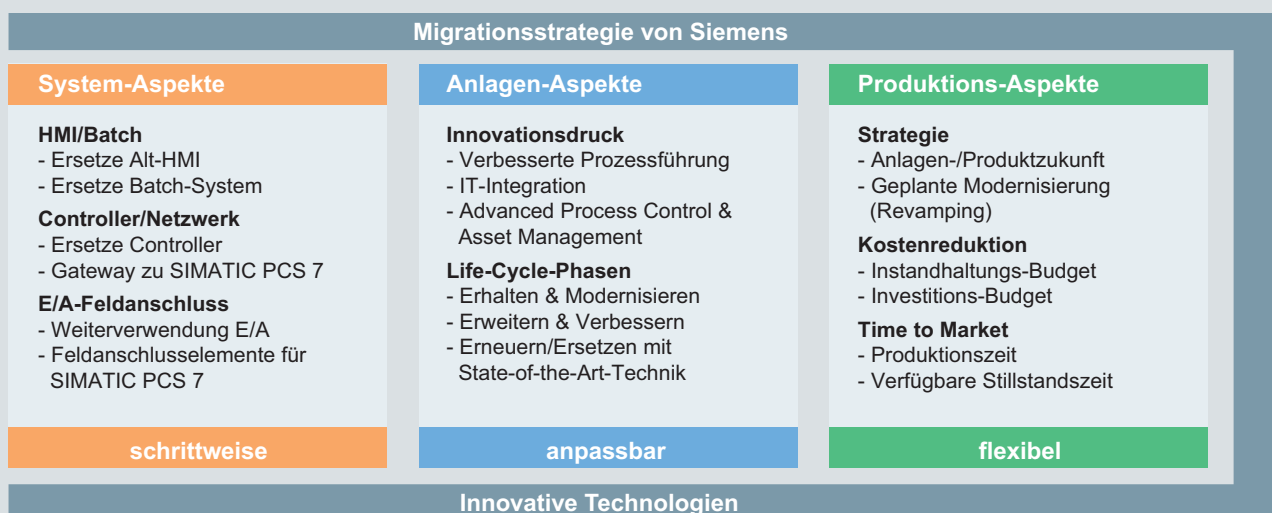 Migrationsstrategie von Siemens
System-Aspekte
HMI/Batch
- Ersetze Alt-HMI
- Ersetze Batch-System
Controller/Netzwerk
- Ersetze Controller
- Gateway zu SIMATIC PCS 7
E/A-Feldanschluss
- Weiterverwendung E/A
- Feldanschlusselemente für
SIMATIC PCS 7
schrittweise
Anlagen-Aspekte
Innovationsdruck
- Verbesserte Prozessführung
- IT-Integration
- Advanced Process Control &
Asset Management
Life-Cycle-Phasen
- Erhalten & Modernisieren
- Erweitern & Verbessern
- Erneuern/Ersetzen mit
State-of-the-Art-Technik
anpassbar
Produktions-Aspekte
Strategie
- Anlagen-/Produktzukunft
- Geplante Modernisierung
(Revamping)
Kostenreduktion
- Instandhaltungs-Budget
- Investitions-Budget
Time to Market
- Produktionszeit
- Verfügbare Stillstandszeit
flexibel
Innovative Technologien